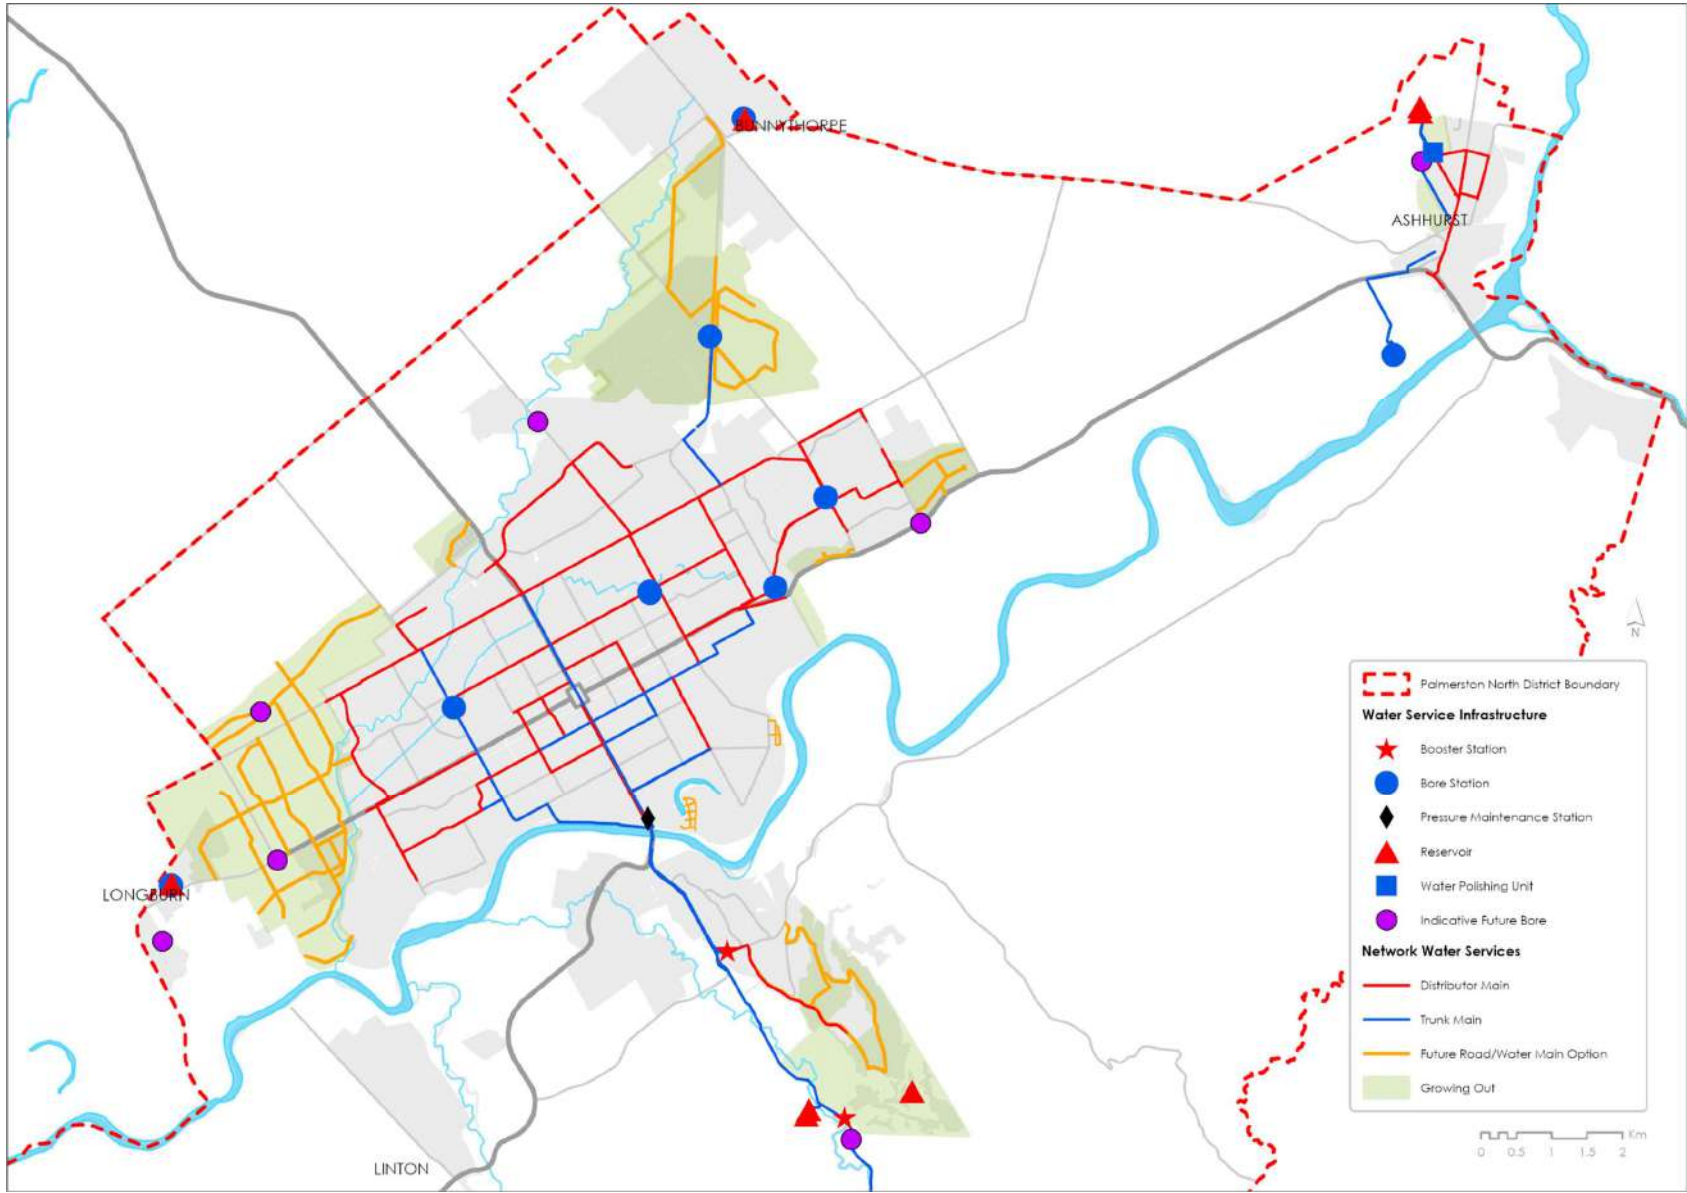 BUNNYTHORPE
ASHHURST
LONGBURN
LINTON
N
Palmerston North District Boundary
Water Service Infrastructure
Booster Station
Bore Station
Pressure Maintenance Station
Reservoir
Water Polishing Unit
Indicative Future Bore
Network Water Services
Distributor Main
Trunk Main
Future Road/Water Main Option
Growing Out
Km
0 0.5 1 1.5 2